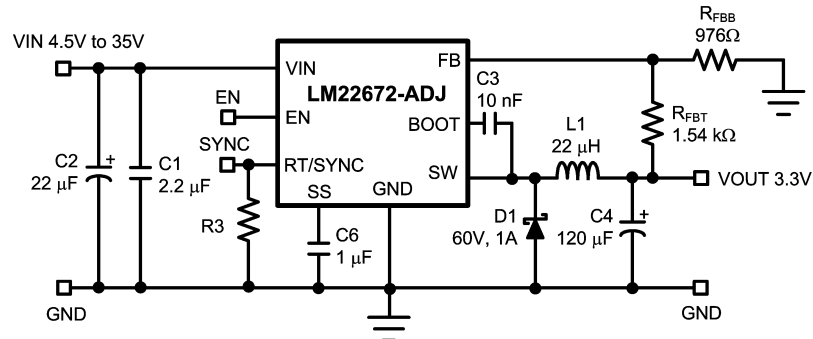 R_FBB
976Ω
VIN 4.5V to 35V
VIN
FB
C3
10 nF
LM22672-ADJ
EN
EN
BOOT
L1
22 μH
R_FBT
1.54 kΩ
SYNC
RT/SYNC
SW
C2
22 μF
+
C1
2.2 μF
SS
GND
VOUT 3.3V
R3
C6
1 μF
D1
60V, 1A
C4
120 μF
+
GND
GND